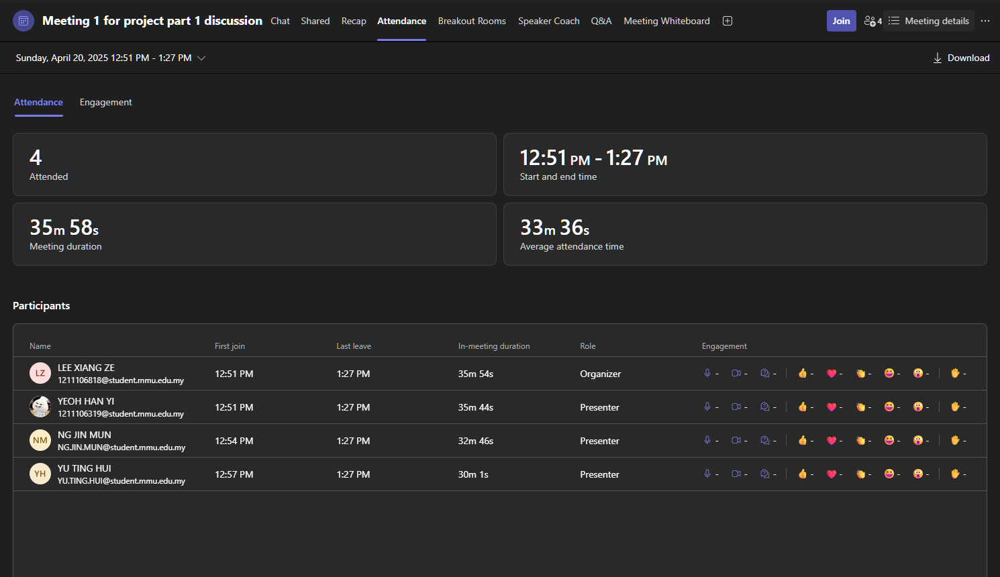 Meeting 1 for project part 1 discussion Chat Shared Recap Attendance Breakout Rooms Speaker Coach Q&A Meeting Whiteboard Join 4 Meeting details
Sunday, April 20, 2025 12:51 PM - 1:27 PM Download
Attendance Engagement
4
Attended
12:51 PM - 1:27 PM
Start and end time
35m 58s
Meeting duration
33m 36s
Average attendance time
Participants
Name First join Last leave In-meeting duration Role Engagement
LZ LEE XIANG ZE
1211106818@student.mmu.edu.my
12:51 PM 1:27 PM 35m 54s Organizer - - - - - - - - -
YEOH HAN YI
1211106319@student.mmu.edu.my
12:51 PM 1:27 PM 35m 44s Presenter - - - - - - - - -
NM NG JIN MUN
NG.JIN.MUN@student.mmu.edu.my
12:54 PM 1:27 PM 32m 46s Presenter - - - - - - - - -
YH YU TING HUI
YU.TING.HUI@student.mmu.edu.my
12:57 PM 1:27 PM 30m 1s Presenter - - - - - - - - -